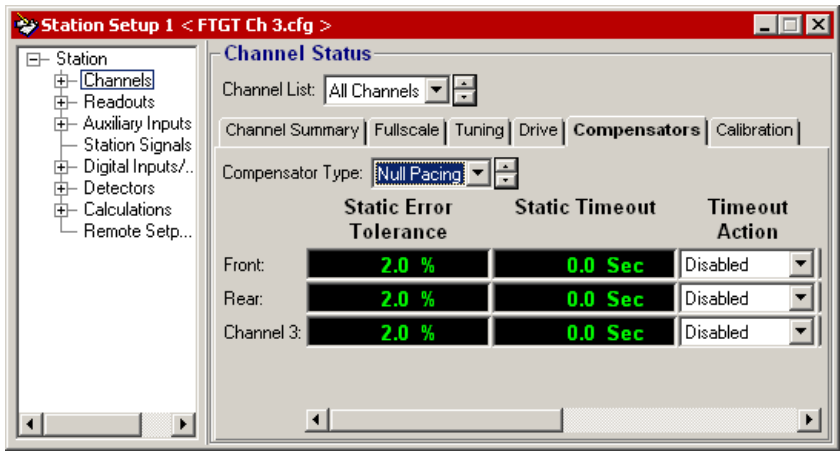 Station Setup 1 < FTGT Ch 3.cfg >
Station
Channels
Readouts
Auxiliary Inputs
Station Signals
Digital Inputs/..
Detectors
Calculations
Remote Setp...
Channel Status
Channel List: All Channels
Channel Summary Fullscale Tuning Drive Compensators Calibration
Compensator Type: Null Pacing
Static Error Tolerance Static Timeout Timeout Action
Front: 2.0 % 0.0 Sec Disabled
Rear: 2.0 % 0.0 Sec Disabled
Channel 3: 2.0 % 0.0 Sec Disabled